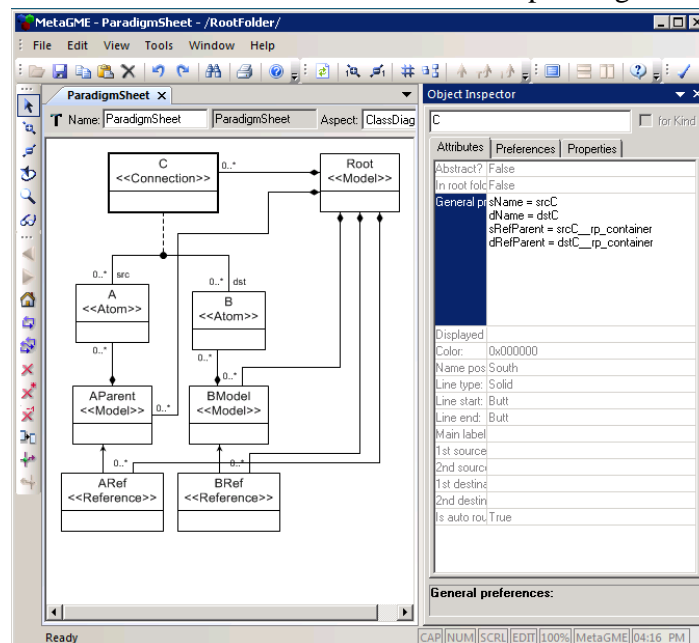 MetaGME - ParadigmSheet - /RootFolder/
File Edit View Tools Window Help
ParadigmSheet
Name: ParadigmSheet ParadigmSheet Aspect: ClassDiag
C
<<Connection>>
0..*
Root
<<Model>>
0..* src
0..* dst
A
<<Atom>>
B
<<Atom>>
0..*
0..*
0..*
AParent
<<Model>>
0..*
BModel
<<Model>>
0..*
0..*
ARef
<<Reference>>
BRef
<<Reference>>
Object Inspector
C
for Kind
Attributes Preferences Properties
Abstract? False
In root folc False
General pr sName = srcC
dName = dstC
sRefParent = srcC__rp_container
dRefParent = dstC__rp_container
Displayed
Color: 0x000000
Name pos South
Line type: Solid
Line start: Butt
Line end: Butt
Main label
1st source
2nd source
1st destina
2nd destin
Is auto rou True
General preferences:
Ready
CAP NUM SCRL EDIT 100% MetaGME 04:16 PM